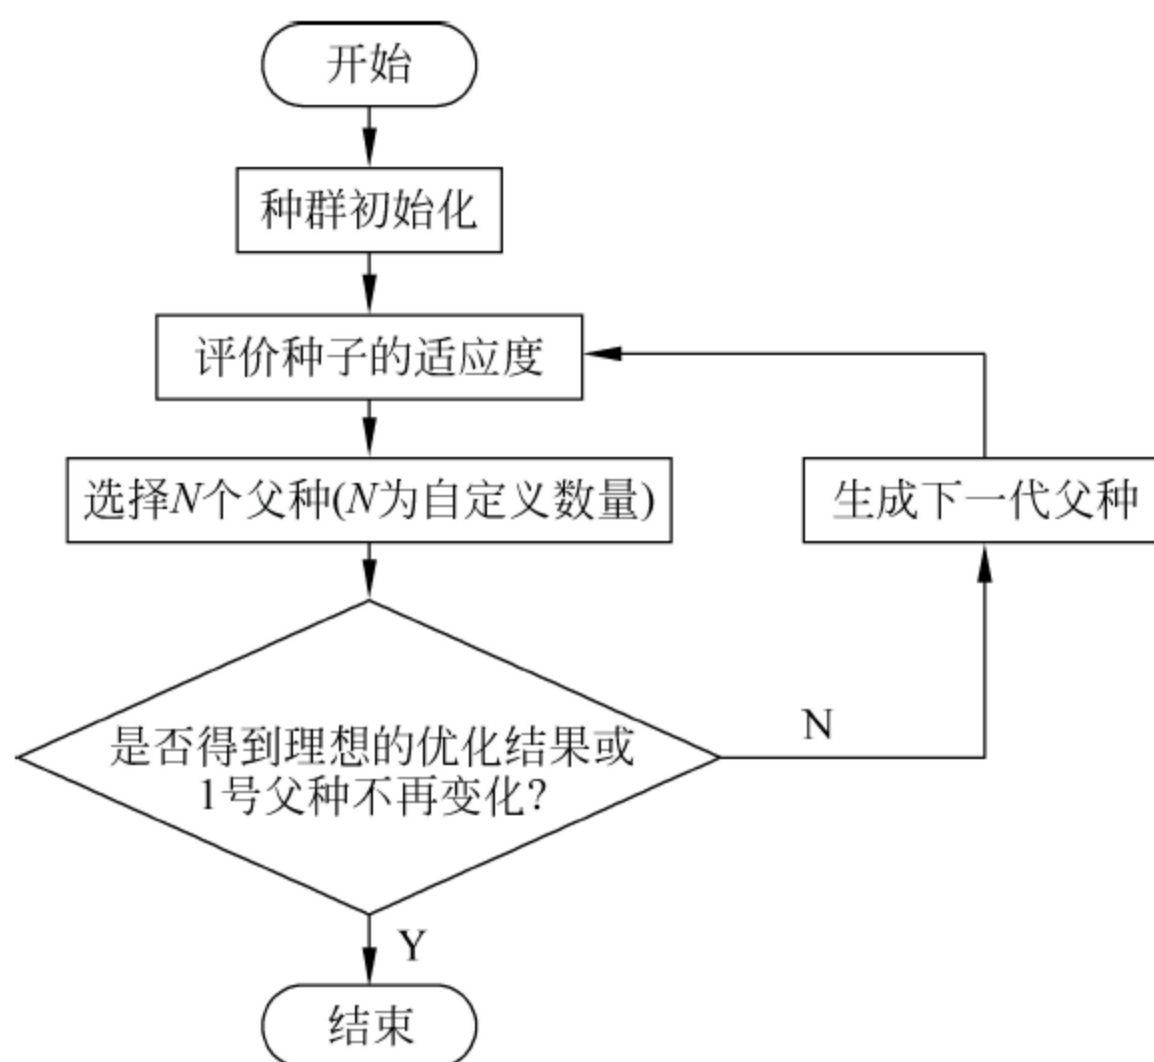 开始
种群初始化
评价种子的适应度
选择N个父种(N为自定义数量)
生成下一代父种
是否得到理想的优化结果或
1号父种不再变化?
N
Y
结束